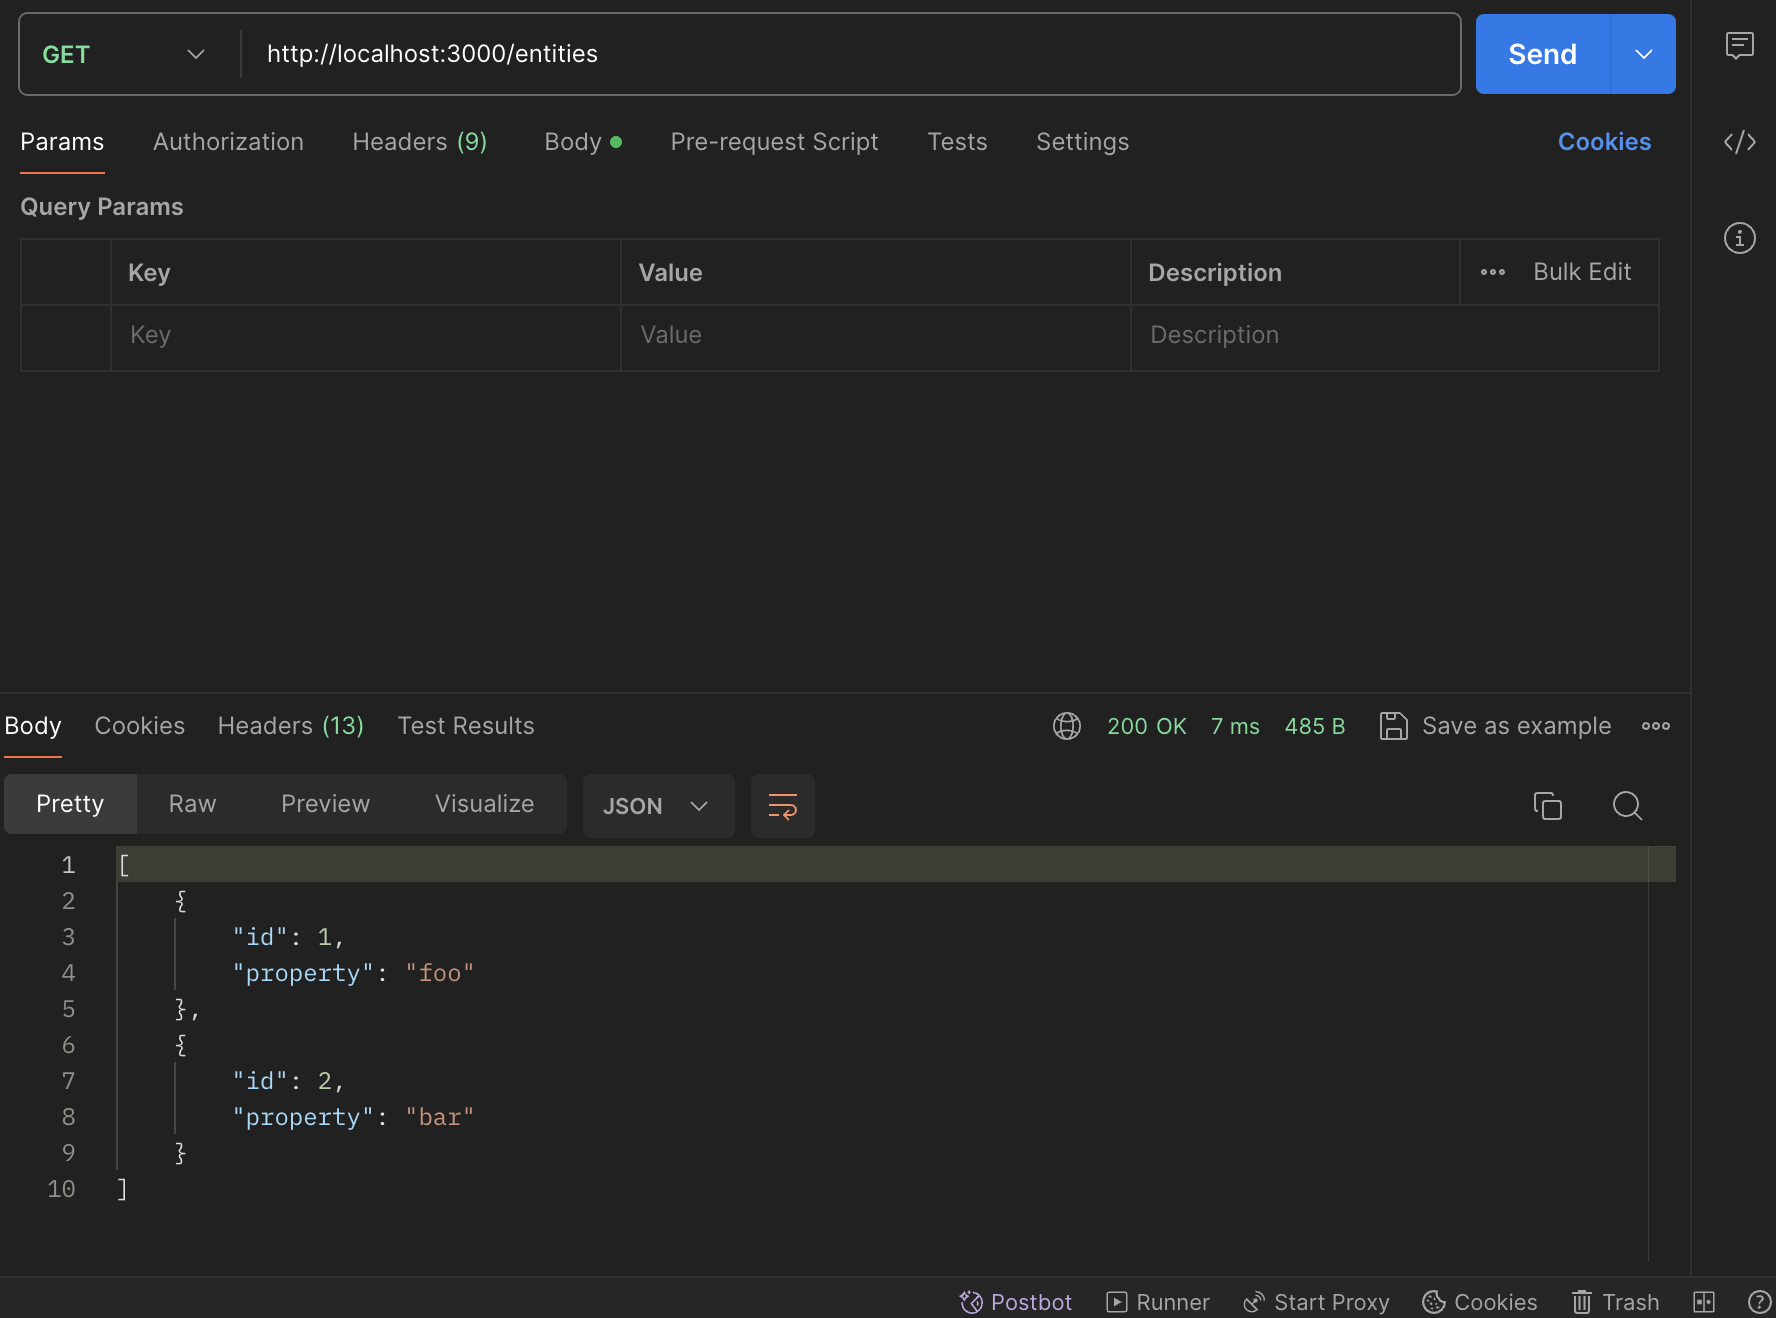 GET http://localhost:3000/entities Send
Params Authorization Headers (9) Body Pre-request Script Tests Settings Cookies
Query Params
Key Value Description Bulk Edit
Key Value Description
Body Cookies Headers (13) Test Results 200 OK 7 ms 485 B Save as example
Pretty Raw Preview Visualize JSON
1 [
2 {
3 "id": 1,
4 "property": "foo"
5 },
6 {
7 "id": 2,
8 "property": "bar"
9 }
10 ]
Postbot Runner Start Proxy Cookies Trash